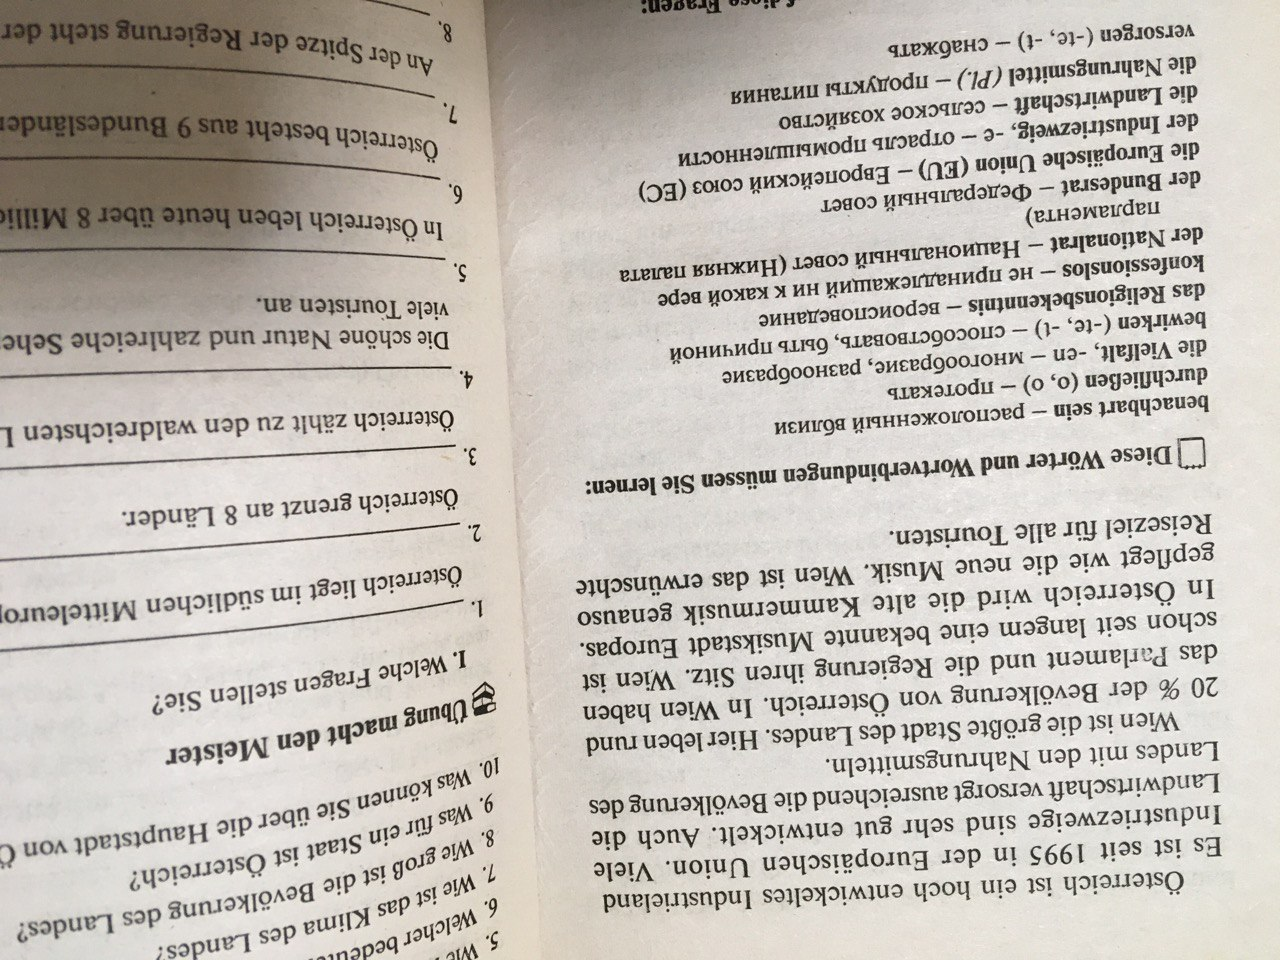 Österreich ist ein hoch entwickeltes Industrieland
Es ist seit 1995 in der Europäischen Union. Viele
Industriezweige sind sehr gut entwickelt. Auch die
Landwirtschaft versorgt ausreichend die Bevölkerung des
Landes mit den Nahrungsmitteln.
Wien ist die größte Stadt des Landes. Hier leben rund
20 % der Bevölkerung von Österreich. In Wien haben
das Parlament und die Regierung ihren Sitz. Wien ist
schon seit langem eine bekannte Musikstadt Europas.
In Österreich wird die alte Kammermusik genauso
gepflegt wie die neue Musik. Wien ist das erwünschte
Reiseziel für alle Touristen.
Diese Wörter und Wortverbindungen müssen Sie lernen:
benachbart sein – расположенный вблизи
durchfließen (o, o) – протекать
die Vielfalt, -en – многообразие, разнообразие
bewirken (-te, -t) – способствовать, быть причиной
das Religionsbekenntnis – вероисповедание
konfessionslos – не принадлежащий ни к какой вере
der Nationalrat – Национальный совет (Нижняя палата
парламента)
der Bundesrat – Федеральный совет
die Europäische Union (EU) – Европейский союз (ЕС)
der Industriezweig, -e – отрасль промышленности
die Landwirtschaft – сельское хозяйство
die Nahrungsmittel (Pl.) – продукты питания
versorgen (-te, -t) – снабжать
diese Fragen:
5. Wie
6. Welcher bedeute
7. Wie ist das Klima des Landes?
8. Wie groß ist die Bevölkerung des Landes?
9. Was für ein Staat ist Österreich?
10. Was können Sie über die Hauptstadt von Ö
Übung macht den Meister
I. Welche Fragen stellen Sie?
1.
Österreich liegt im südlichen Mitteleurop
2.
Österreich grenzt an 8 Länder.
3.
Österreich zählt zu den waldreichsten L
4.
Die schöne Natur und zahlreiche Sehe
viele Touristen an.
5.
In Österreich leben heute über 8 Millio
6.
Österreich besteht aus 9 Bundesländer
7.
An der Spitze der Regierung steht der
8.